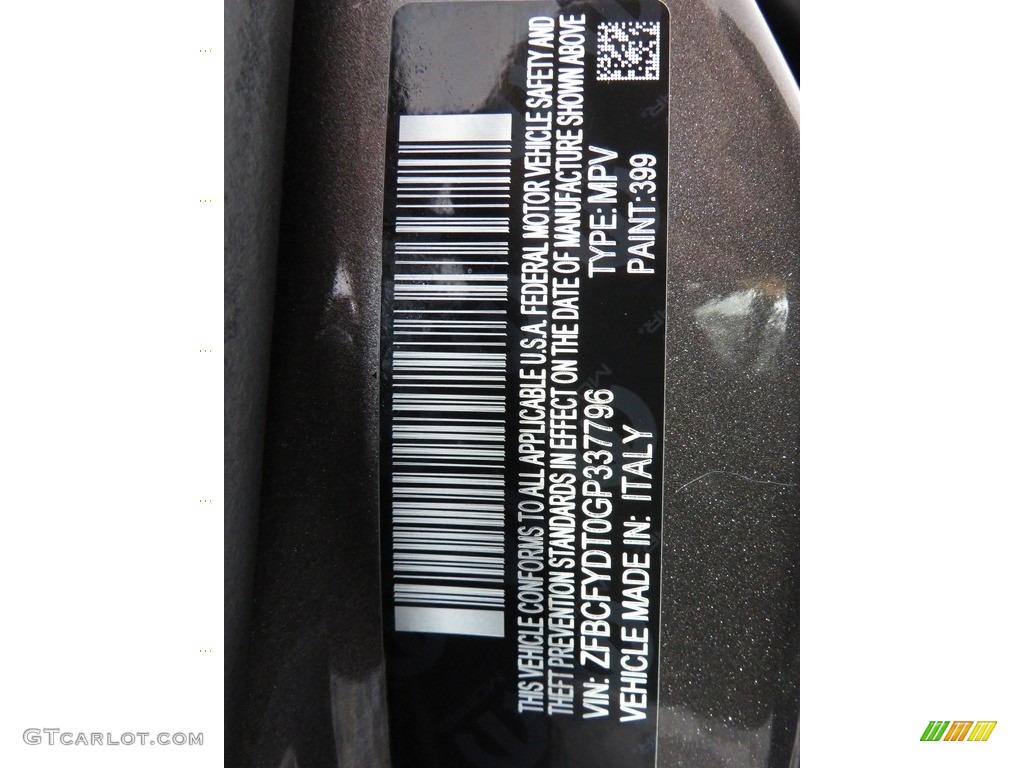 THIS VEHICLE CONFORMS TO ALL APPLICABLE U.S.A. FEDERAL MOTOR VEHICLE SAFETY AND
THEFT PREVENTION STANDARDS IN EFFECT ON THE DATE OF MANUFACTURE SHOWN ABOVE
VIN: ZFBCFYDT0GP337796 TYPE: MPV
VEHICLE MADE IN: ITALY PAINT:399
GTcarlot.com